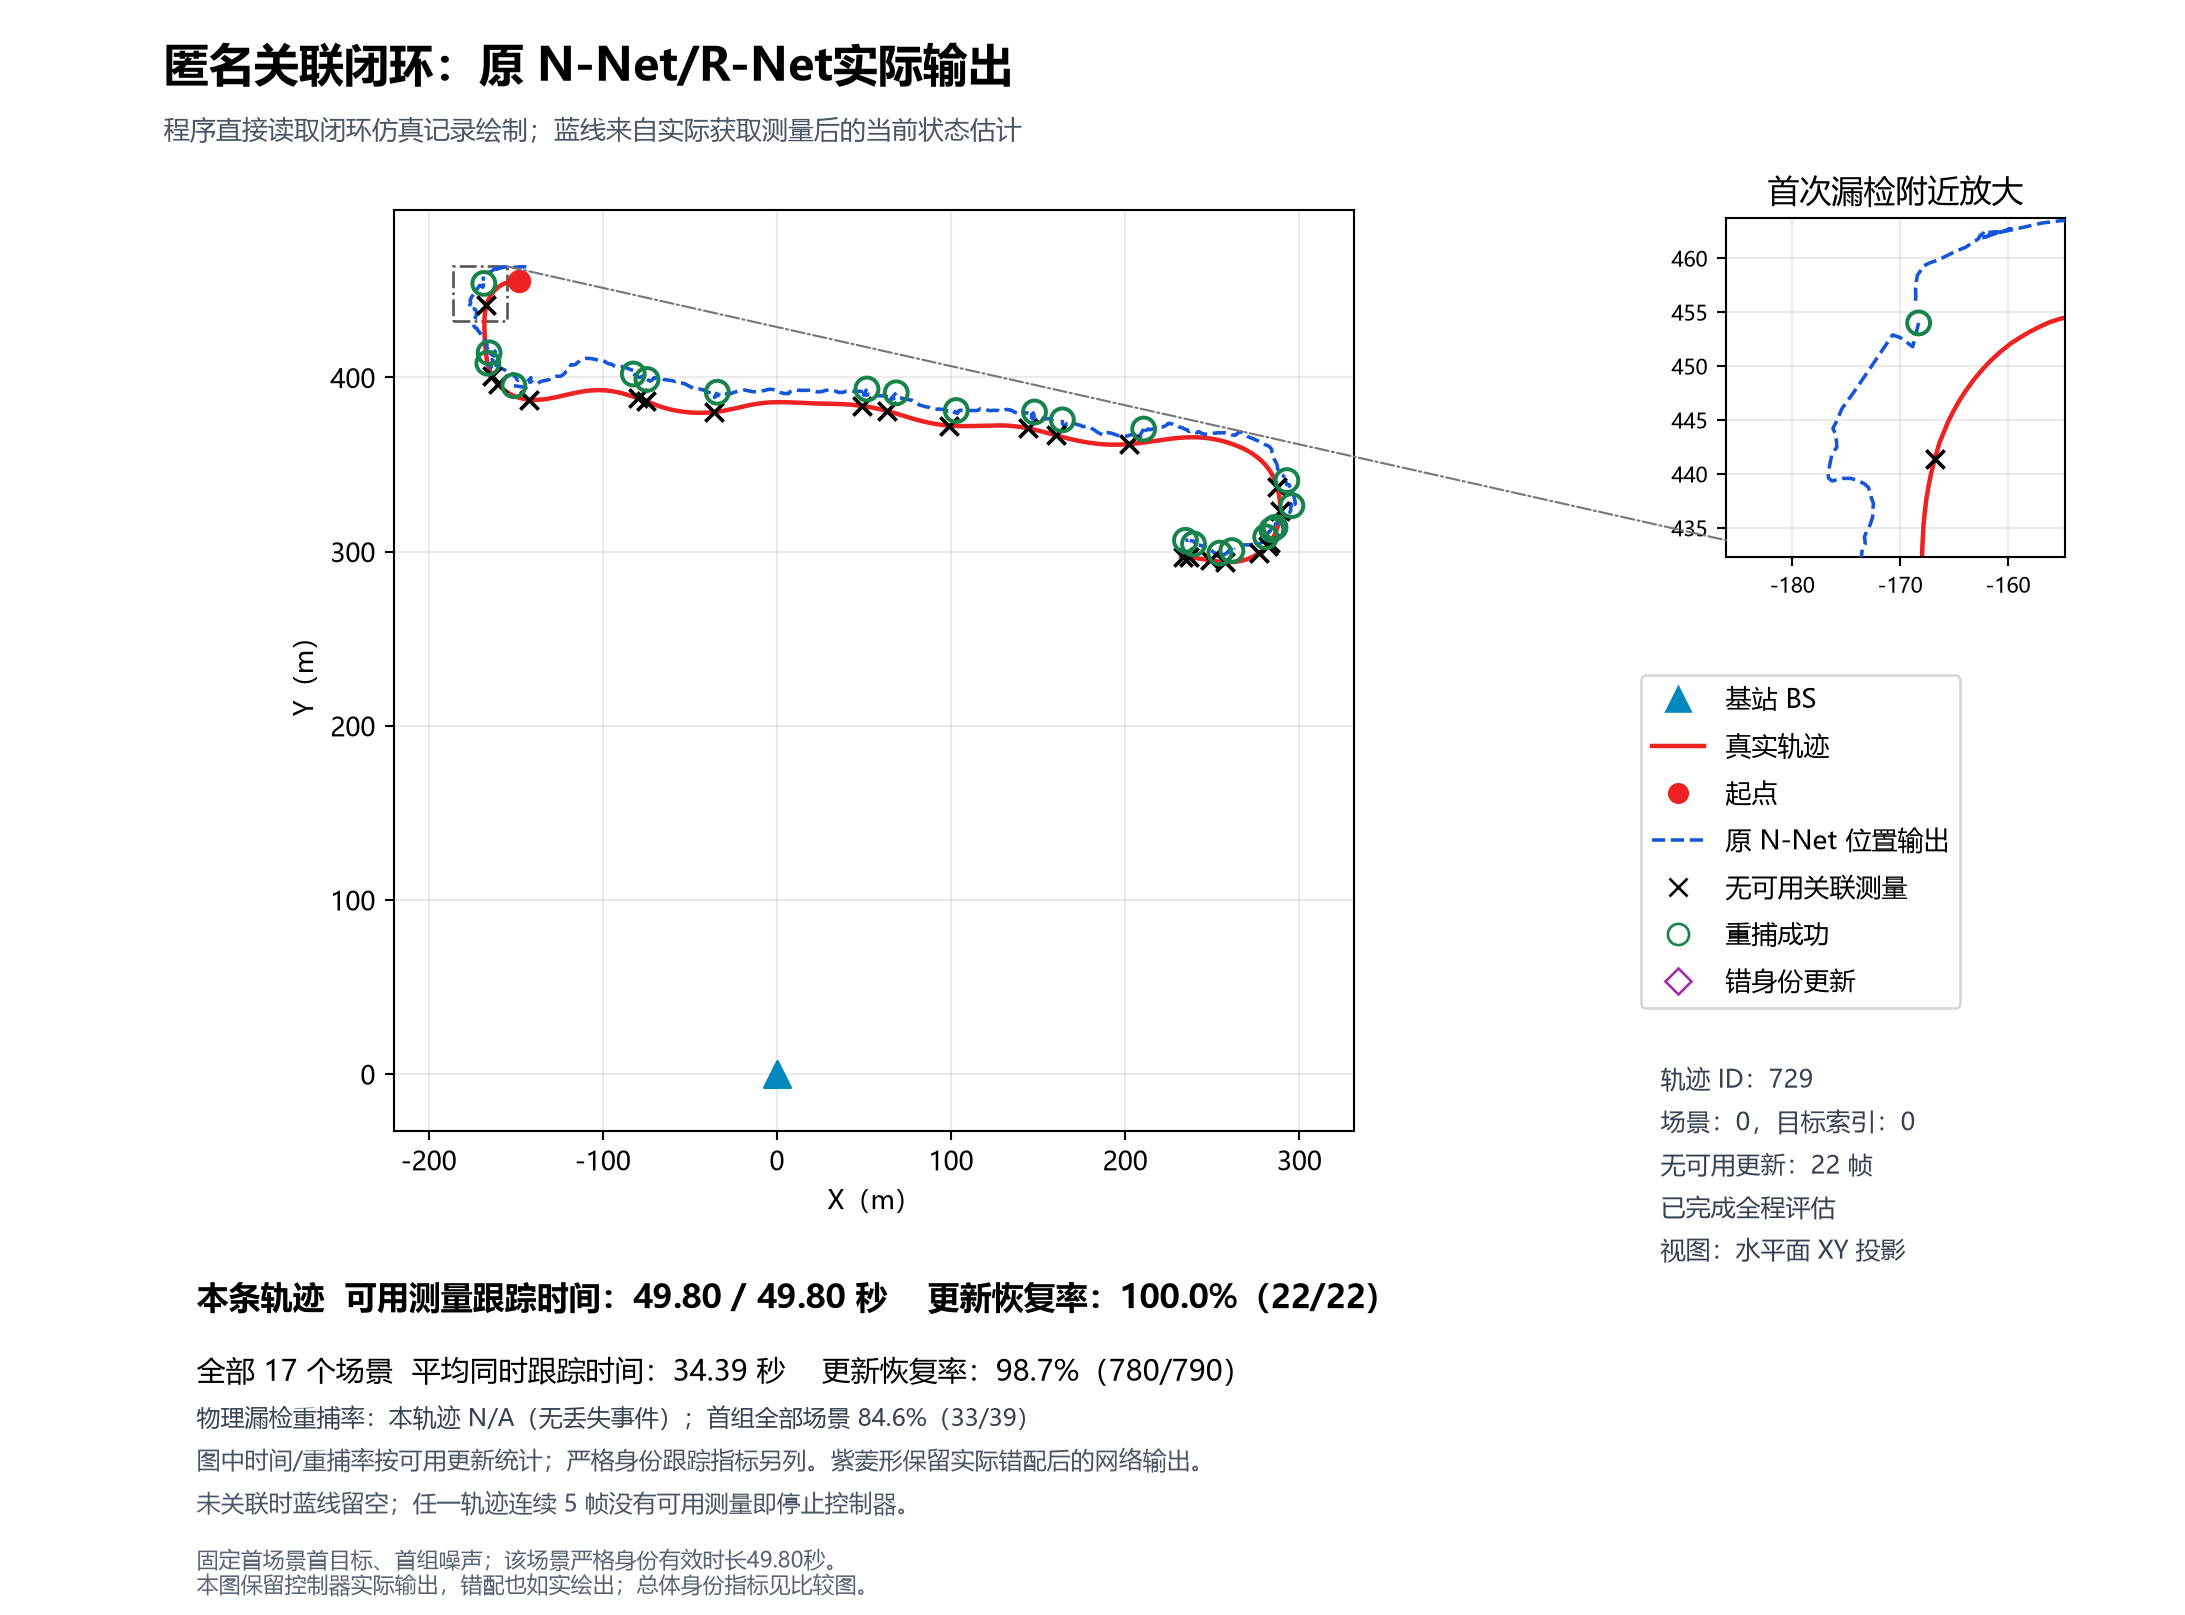 匿名关联闭环：原 N-Net/R-Net实际输出
程序直接读取闭环仿真记录绘制；蓝线来自实际获取测量后的当前状态估计
首次漏检附近放大
460
455
450
445
440
435
-180
-170
-160
400
300
200
100
0
Y（m）
-200
-100
0
100
200
300
X（m）
基站 BS
真实轨迹
起点
原 N-Net 位置输出
无可用关联测量
重捕成功
错身份更新
轨迹 ID：729
场景：0，目标索引：0
无可用更新：22 帧
已完成全程评估
视图：水平面 XY 投影
本条轨迹 可用测量跟踪时间：49.80 / 49.80 秒 更新恢复率：100.0%（22/22）
全部 17 个场景 平均同时跟踪时间：34.39 秒 更新恢复率：98.7%（780/790）
物理漏检重捕率：本轨迹 N/A（无丢失事件）；首组全部场景 84.6%（33/39）
图中时间/重捕率按可用更新统计；严格身份跟踪指标另列。紫菱形保留实际错配后的网络输出。
未关联时蓝线留空；任一轨迹连续 5 帧没有可用测量即停止控制器。
固定首场景首目标、首组噪声；该场景严格身份有效时长49.80秒。
本图保留控制器实际输出，错配也如实绘出；总体身份指标见比较图。